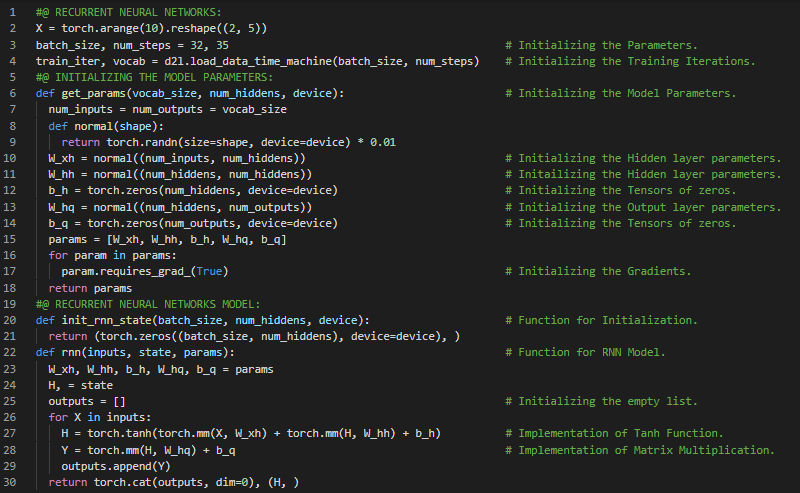 1 #@ RECURRENT NEURAL NETWORKS:
2 X = torch.arange(10).reshape((2, 5))
3 batch_size, num_steps = 32, 35 # Initializing the Parameters.
4 train_iter, vocab = d2l.load_data_time_machine(batch_size, num_steps) # Initializing the Training Iterations.
5 #@ INITIALIZING THE MODEL PARAMETERS:
6 def get_params(vocab_size, num_hiddens, device): # Initializing the Model Parameters.
7 num_inputs = num_outputs = vocab_size
8 def normal(shape):
9 return torch.randn(size=shape, device=device) * 0.01
10 W_xh = normal((num_inputs, num_hiddens)) # Initializing the Hidden layer parameters.
11 W_hh = normal((num_hiddens, num_hiddens)) # Initailizing the Hidden layer parameters.
12 b_h = torch.zeros(num_hiddens, device=device) # Initializing the Tensors of zeros.
13 W_hq = normal((num_hiddens, num_outputs)) # Initializing the Output layer parameters.
14 b_q = torch.zeros(num_outputs, device=device) # Initializing the Tensors of zeros.
15 params = [W_xh, W_hh, b_h, W_hq, b_q]
16 for param in params:
17 param.requires_grad_(True) # Initializing the Gradients.
18 return params
19 #@ RECURRENT NEURAL NETWORKS MODEL:
20 def init_rnn_state(batch_size, num_hiddens, device): # Function for Initialization.
21 return (torch.zeros((batch_size, num_hiddens), device=device), )
22 def rnn(inputs, state, params): # Function for RNN Model.
23 W_xh, W_hh, b_h, W_hq, b_q = params
24 H, = state
25 outputs = [] # Initializing the empty list.
26 for X in inputs:
27 H = torch.tanh(torch.mm(X, W_xh) + torch.mm(H, W_hh) + b_h) # Implementation of Tanh Function.
28 Y = torch.mm(H, W_hq) + b_q # Implementation of Matrix Multiplication.
29 outputs.append(Y)
30 return torch.cat(outputs, dim=0), (H, )